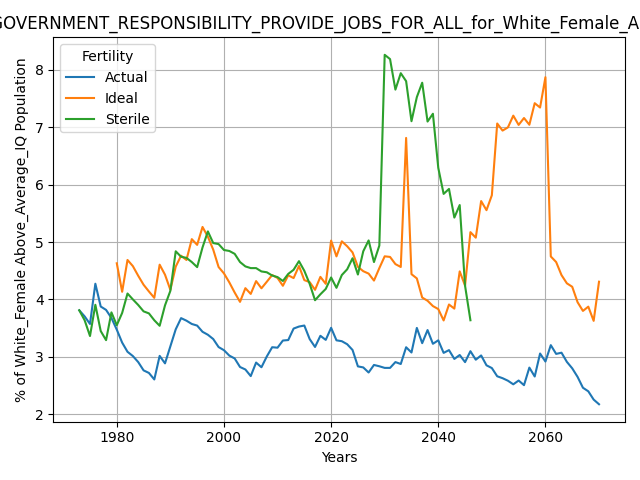 GOVERNMENT_RESPONSIBILITY_PROVIDE_JOBS_FOR_ALL_for_White_Female_A
Fertility
Actual
Ideal
Sterile
% of White_Female Above_Average_IQ Population
8
7
6
5
4
3
2
1980
2000
2020
2040
2060
Years